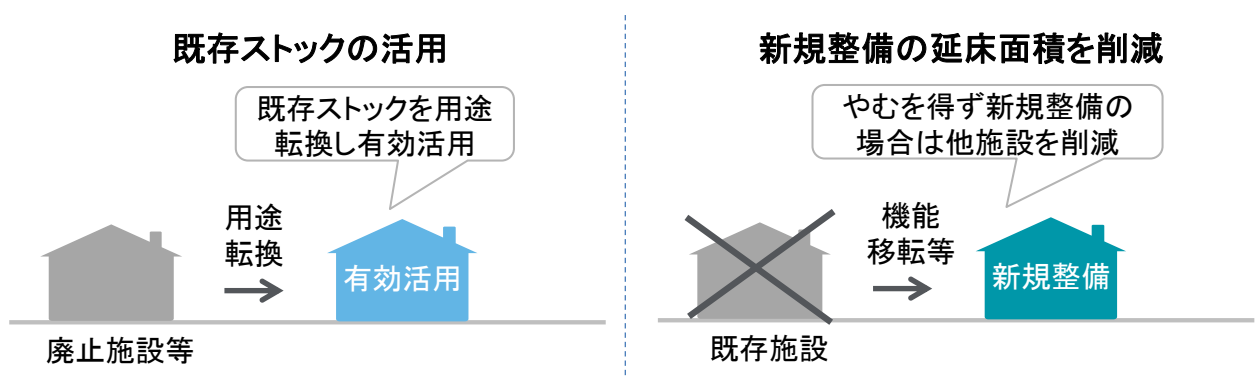 既存ストックの活用
既存ストックを用途
転換し有効活用
用途
転換
有効活用
廃止施設等
新規整備の延床面積を削減
やむを得ず新規整備の
場合は他施設を削減
機能
移転等
新規整備
既存施設